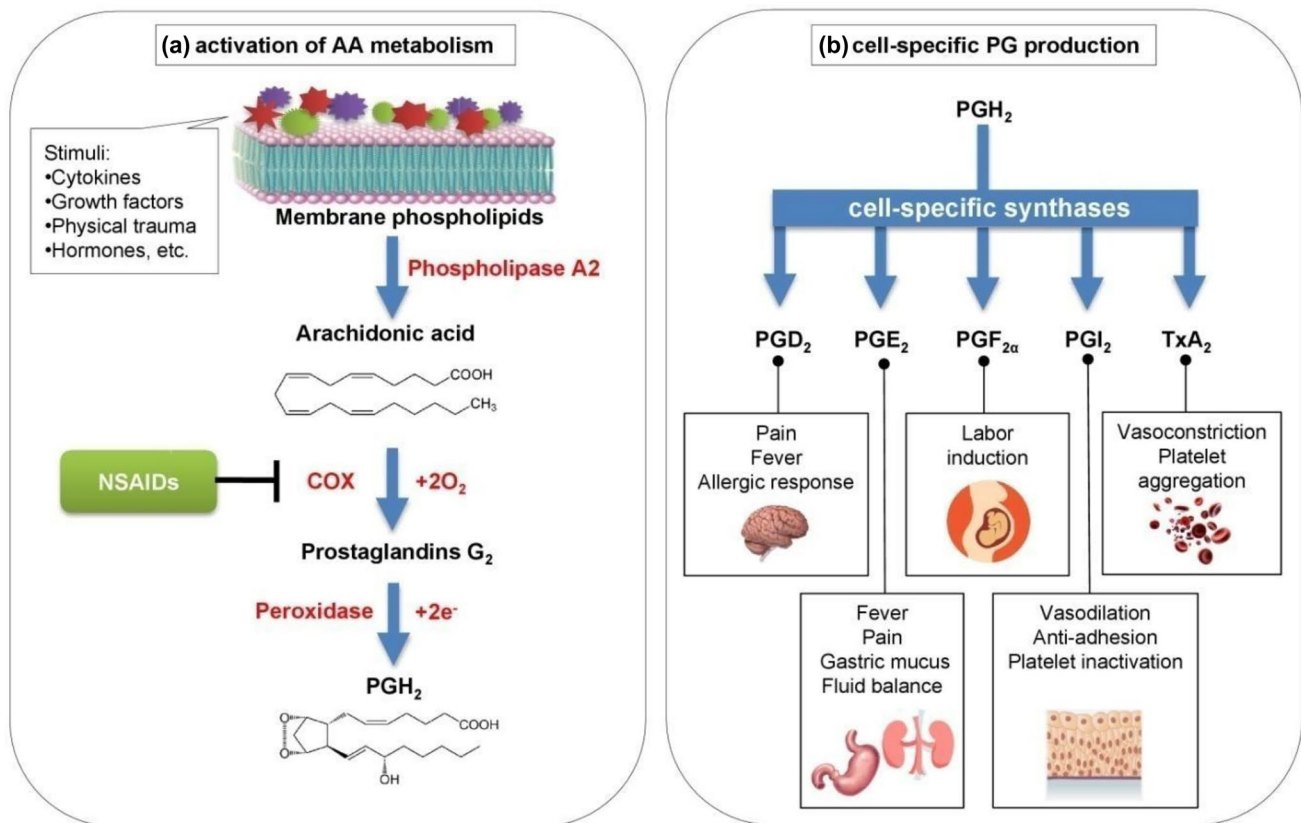 (a) activation of AA metabolism
Stimuli:
•Cytokines
•Growth factors
•Physical trauma
•Hormones, etc.
Membrane phospholipids
Phospholipase A2
Arachidonic acid
COOH
CH₃
NSAIDs
COX +2O₂
Prostaglandins G₂
Peroxidase +2e⁻
PGH₂
O
O
COOH
OH
(b) cell-specific PG production
PGH₂
cell-specific synthases
PGD₂ PGE₂ PGF₂α PGI₂ TxA₂
Pain
Fever
Allergic response
Labor
induction
Vasoconstriction
Platelet
aggregation
Fever
Pain
Gastric mucus
Fluid balance
Vasodilation
Anti-adhesion
Platelet inactivation